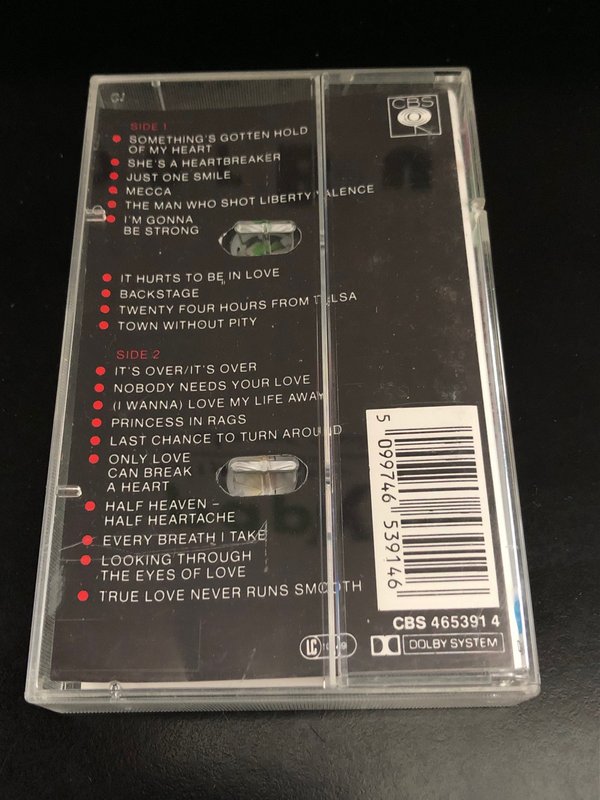 CBS
SIDE 1
SOMETHING'S GOTTEN HOLD
OF MY HEART
SHE'S A HEARTBREAKER
JUST ONE SMILE
MECCA
THE MAN WHO SHOT LIBERTY VALENCE
I'M GONNA
BE STRONG
IT HURTS TO BE IN LOVE
BACKSTAGE
TWENTY FOUR HOURS FROM TULSA
TOWN WITHOUT PITY
SIDE 2
IT'S OVER/IT'S OVER
NOBODY NEEDS YOUR LOVE
(I WANNA) LOVE MY LIFE AWAY
PRINCESS IN RAGS
LAST CHANCE TO TURN AROUND
ONLY LOVE
CAN BREAK
A HEART
HALF HEAVEN –
HALF HEARTACHE
EVERY BREATH I TAKE
LOOKING THROUGH
THE EYES OF LOVE
TRUE LOVE NEVER RUNS SMOOTH
5 099746 539146
CBS 465391 4
LC
DOLBY SYSTEM